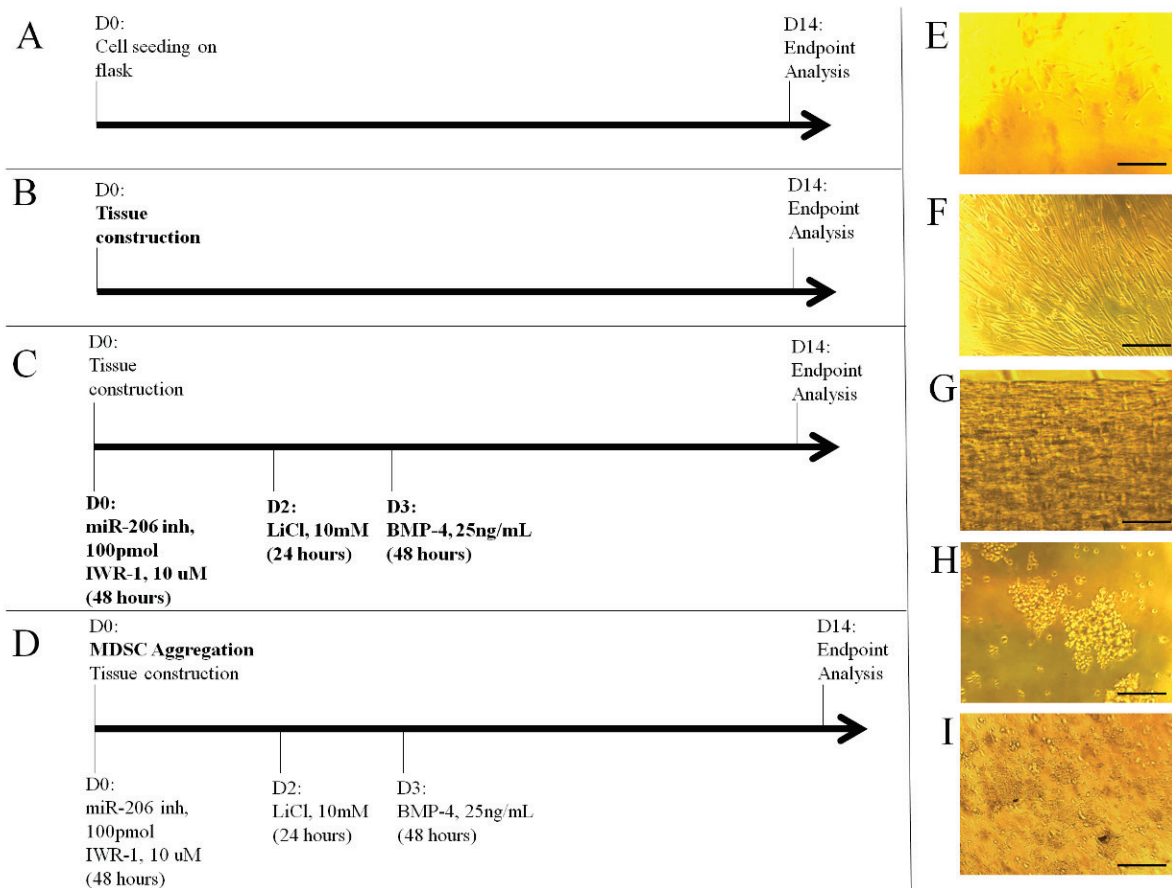 A
D0:
Cell seeding on
flask
D14:
Endpoint
Analysis
B
D0:
Tissue
construction
D14:
Endpoint
Analysis
C
D0:
Tissue
construction
D14:
Endpoint
Analysis
D0:
miR-206 inh,
100pmol
IWR-1, 10 uM
(48 hours)
D2:
LiCl, 10mM
(24 hours)
D3:
BMP-4, 25ng/mL
(48 hours)
D
D0:
MDSC Aggregation
Tissue construction
D14:
Endpoint
Analysis
D0:
miR-206 inh,
100pmol
IWR-1, 10 uM
(48 hours)
D2:
LiCl, 10mM
(24 hours)
D3:
BMP-4, 25ng/mL
(48 hours)
E
F
G
H
I